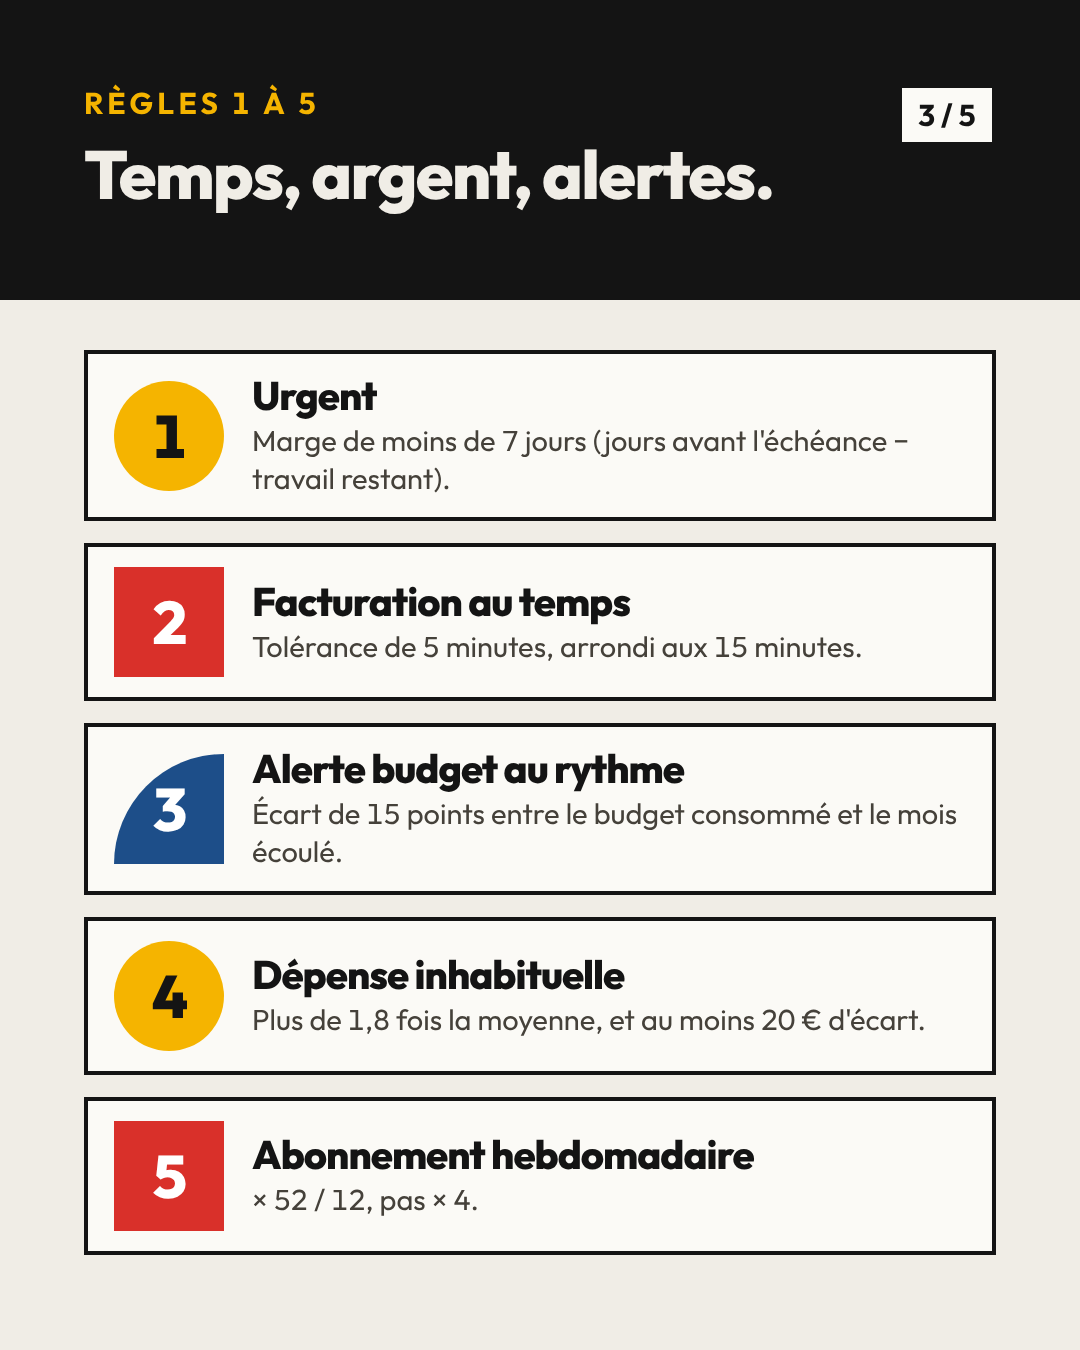 RÈGLES 1 À 5
3 / 5
Temps, argent, alertes.
1
Urgent
Marge de moins de 7 jours (jours avant l'échéance −
travail restant).
2
Facturation au temps
Tolérance de 5 minutes, arrondi aux 15 minutes.
3
Alerte budget au rythme
Écart de 15 points entre le budget consommé et le mois
écoulé.
4
Dépense inhabituelle
Plus de 1,8 fois la moyenne, et au moins 20 € d'écart.
5
Abonnement hebdomadaire
× 52 / 12, pas × 4.